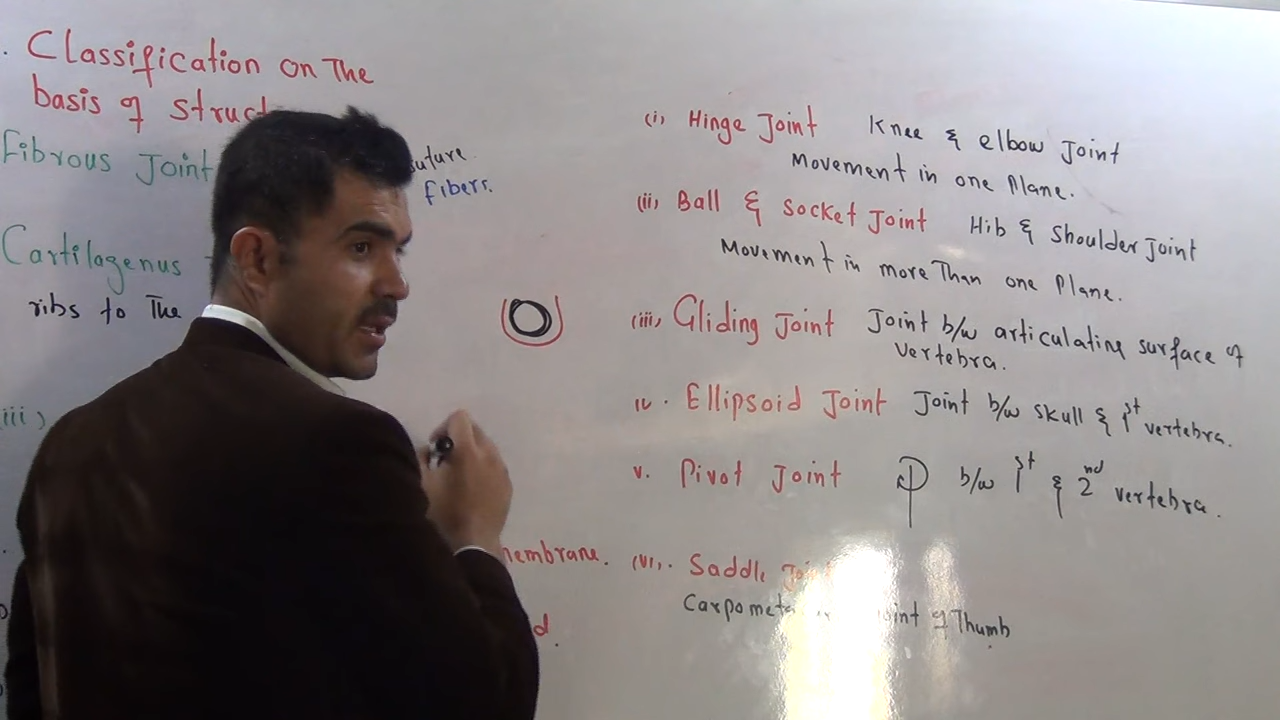 . Classification on The
basis of struct
Fibrous Joint
suture.
fibers.
Cartilagenus
ribs to The
iii)
membrane.
d.
(i) Hinge Joint Knee & elbow Joint
Movement in one Plane.
(ii) Ball & socket Joint Hib & shoulder Joint
Movement in more Than one Plane.
(iii) Gliding Joint Joint b/w articulating surface of
vertebra.
iv. Ellipsoid Joint Joint b/w skull & 1st vertebra.
v. Pivot Joint b/w 1st & 2nd vertebra.
(vi). Saddle Joint
Carpometa int of Thumb